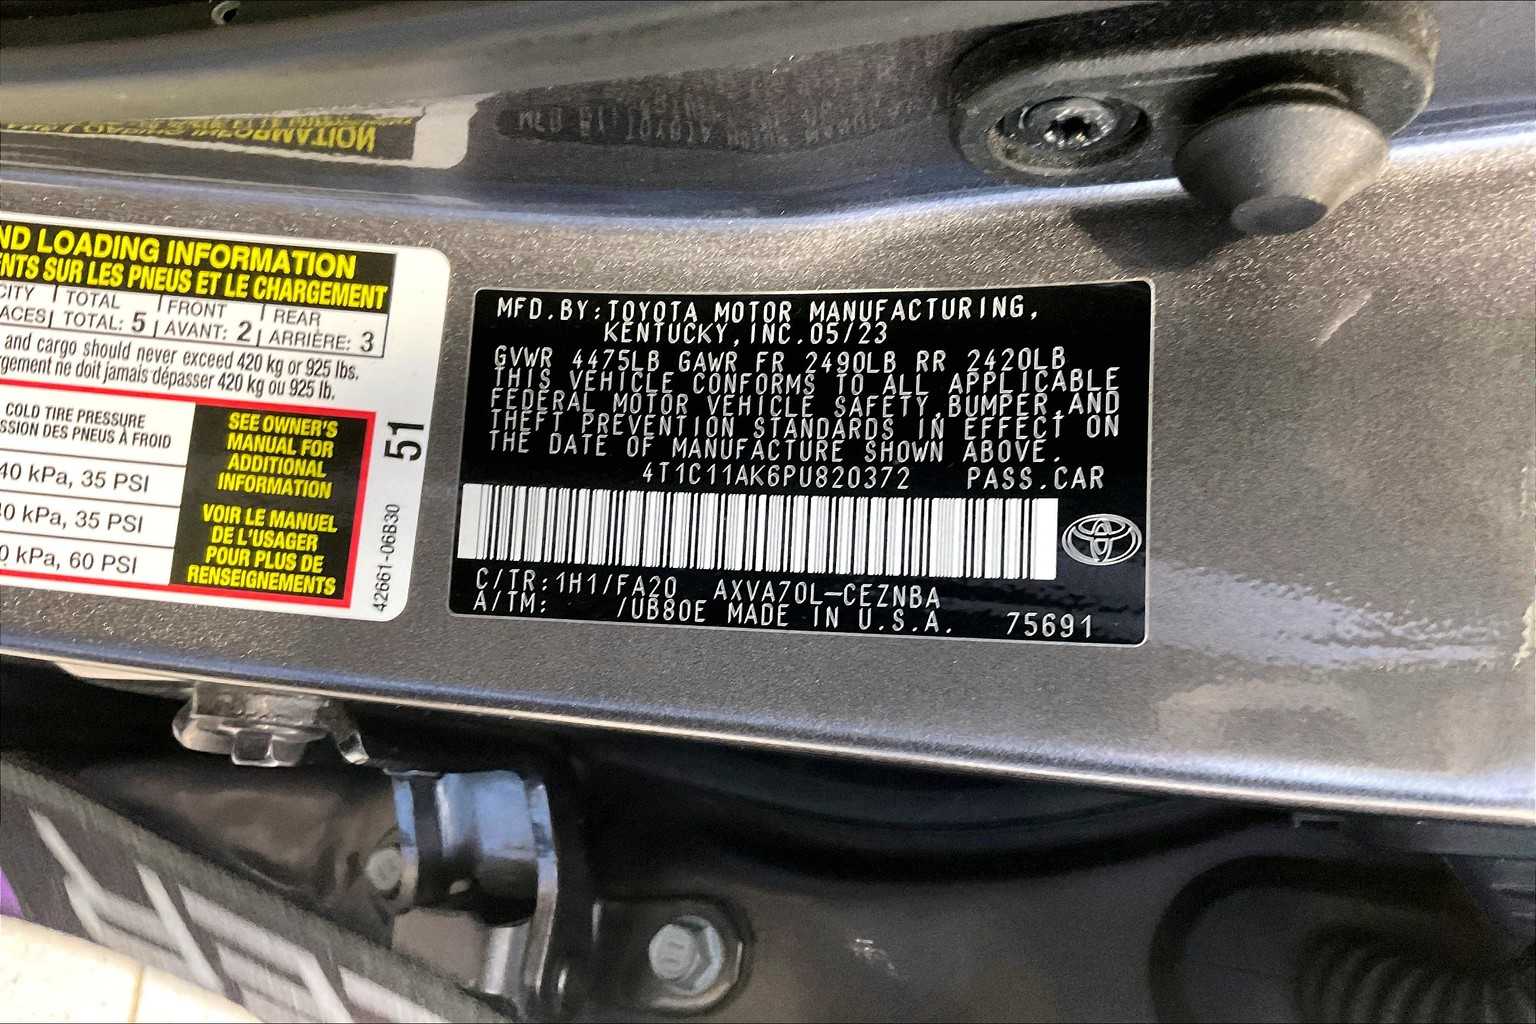 ND LOADING INFORMATION
ENTS SUR LES PNEUS ET LE CHARGEMENT
CITY TOTAL FRONT REAR
ACES TOTAL: 5 AVANT: 2 ARRIÈRE: 3
and cargo should never exceed 420 kg or 925 lbs.
rgement ne doit jamais dépasser 420 kg ou 925 lb.
COLD TIRE PRESSURE
SSION DES PNEUS À FROID
40 kPa, 35 PSI
40 kPa, 35 PSI
0 kPa, 60 PSI
SEE OWNER'S
MANUAL FOR
ADDITIONAL
INFORMATION
VOIR LE MANUEL
DE L'USAGER
POUR PLUS DE
RENSEIGNEMENTS
51
42661-06B30
MFD.BY:TOYOTA MOTOR MANUFACTURING,
KENTUCKY,INC.05/23
GVWR 4475LB GAWR FR 2490LB RR 2420LB
THIS VEHICLE CONFORMS TO ALL APPLICABLE
FEDERAL MOTOR VEHICLE SAFETY,BUMPER,AND
THEFT PREVENTION STANDARDS IN EFFECT ON
THE DATE OF MANUFACTURE SHOWN ABOVE.
4T1C11AK6PU820372 PASS.CAR
C/TR:1H1/FA20 AXVA70L-CEZNBA
A/TM: /UB80E MADE IN U.S.A. 75691